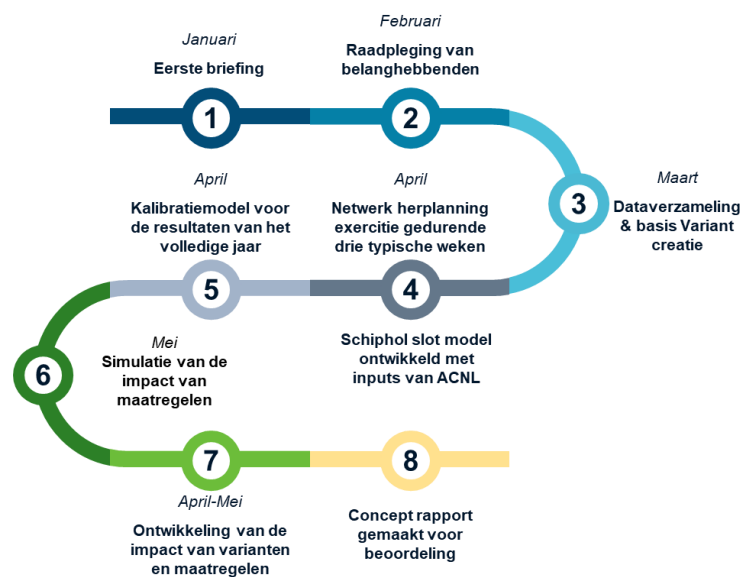 Januari
Eerste briefing
1
Februari
Raadpleging van
belanghebbenden
2
Maart
Dataverzameling
& basis Variant
creatie
3
April
Netwerk herplanning
exercitie gedurende
drie typische weken
4
Schiphol slot model
ontwikkeld met
inputs van ACNL
April
Kalibratiemodel voor
de resultaten van het
volledige jaar
5
Mei
Simulatie van de
impact van
maatregelen
6
7
April-Mei
Ontwikkeling van de
impact van varianten
en maatregelen
8
Concept rapport
gemaakt voor
beoordeling